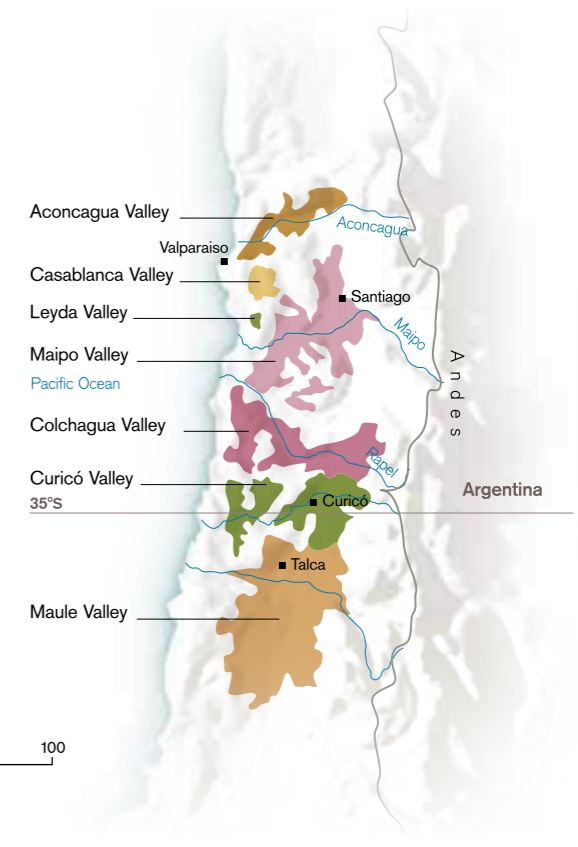 Aconcagua Valley
Aconcagua
Valparaiso
Casablanca Valley
Santiago
Leyda Valley
Maipo
Maipo Valley
Andes
Pacific Ocean
Colchagua Valley
Rapel
Curicó Valley
Argentina
35°S
Curicó
Talca
Maule Valley
100